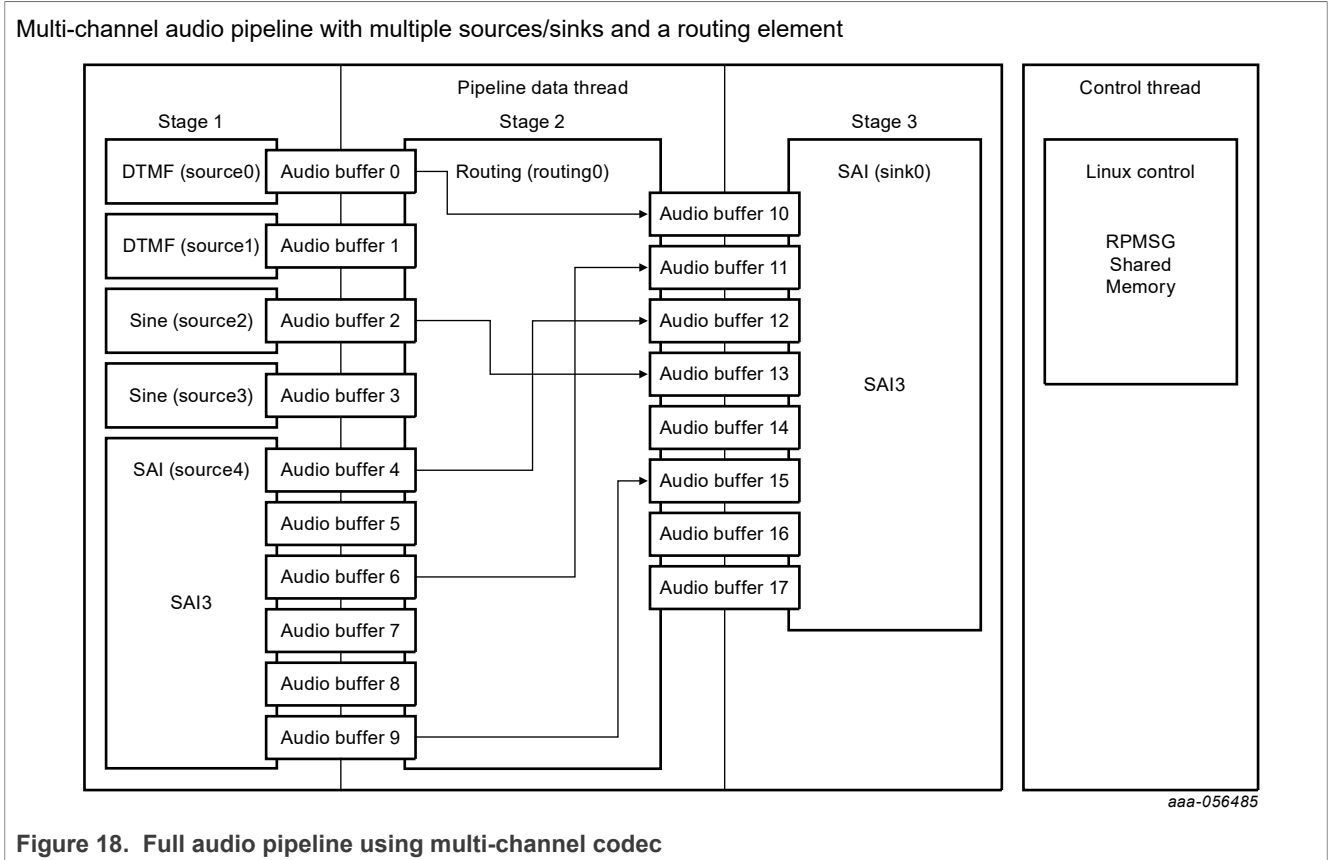 Multi-channel audio pipeline with multiple sources/sinks and a routing element
Pipeline data thread
Control thread
Stage 1
Stage 2
Stage 3
DTMF (source0)
Audio buffer 0
DTMF (source1)
Audio buffer 1
Sine (source2)
Audio buffer 2
Sine (source3)
Audio buffer 3
SAI (source4)
SAI3
Audio buffer 4
Audio buffer 5
Audio buffer 6
Audio buffer 7
Audio buffer 8
Audio buffer 9
Routing (routing0)
Audio buffer 10
Audio buffer 11
Audio buffer 12
Audio buffer 13
Audio buffer 14
Audio buffer 15
Audio buffer 16
Audio buffer 17
SAI (sink0)
SAI3
Linux control
RPMSG
Shared
Memory
aaa-056485
Figure 18. Full audio pipeline using multi-channel codec